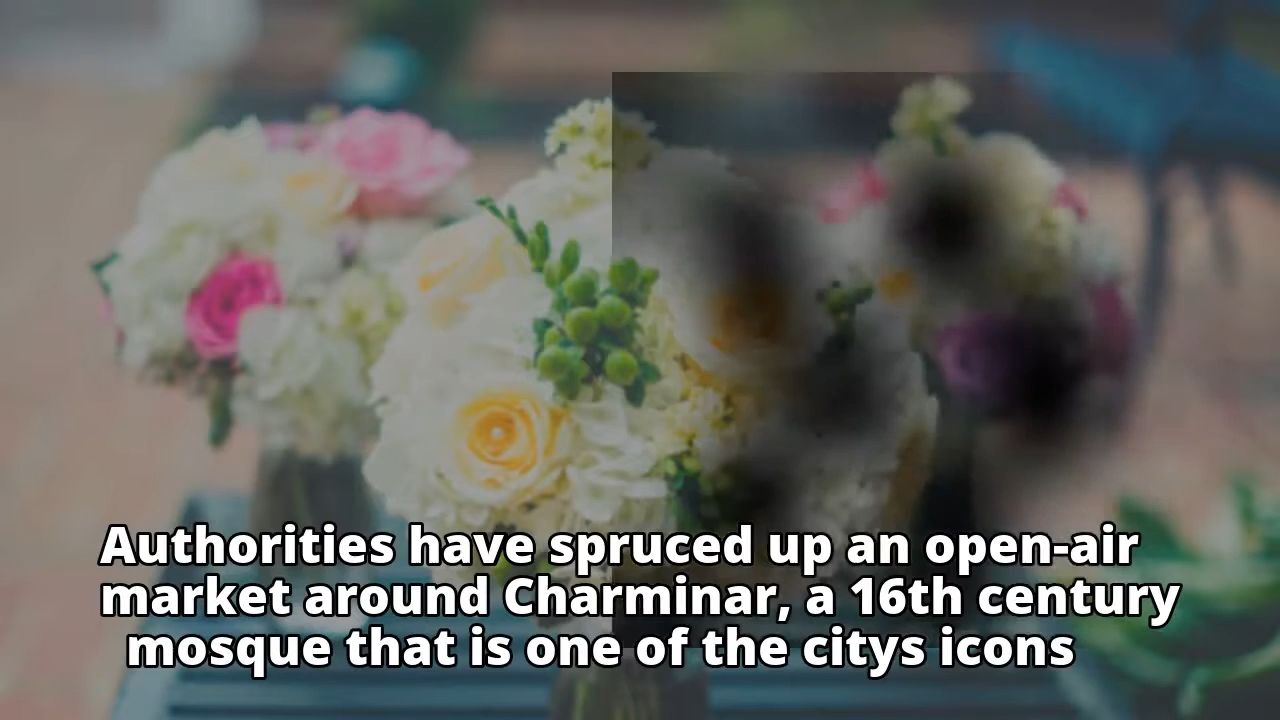 Authorities have spruced up an open-air
market around Charminar, a 16th century
mosque that is one of the citys icons